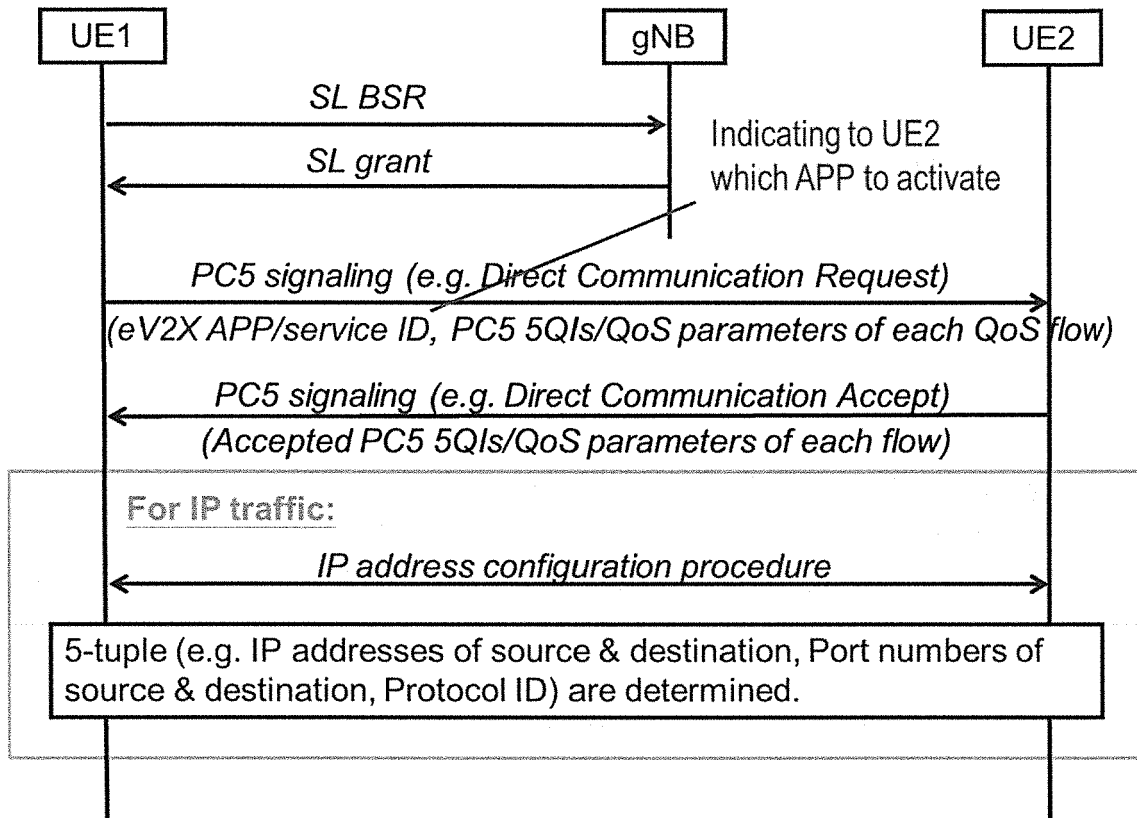 UE1
gNB
UE2
SL BSR
Indicating to UE2
which APP to activate
SL grant
PC5 signaling (e.g. Direct Communication Request)
(eV2X APP/service ID, PC5 5QIs/QoS parameters of each QoS flow)
PC5 signaling (e.g. Direct Communication Accept)
(Accepted PC5 5QIs/QoS parameters of each flow)
For IP traffic:
IP address configuration procedure
5-tuple (e.g. IP addresses of source & destination, Port numbers of
source & destination, Protocol ID) are determined.